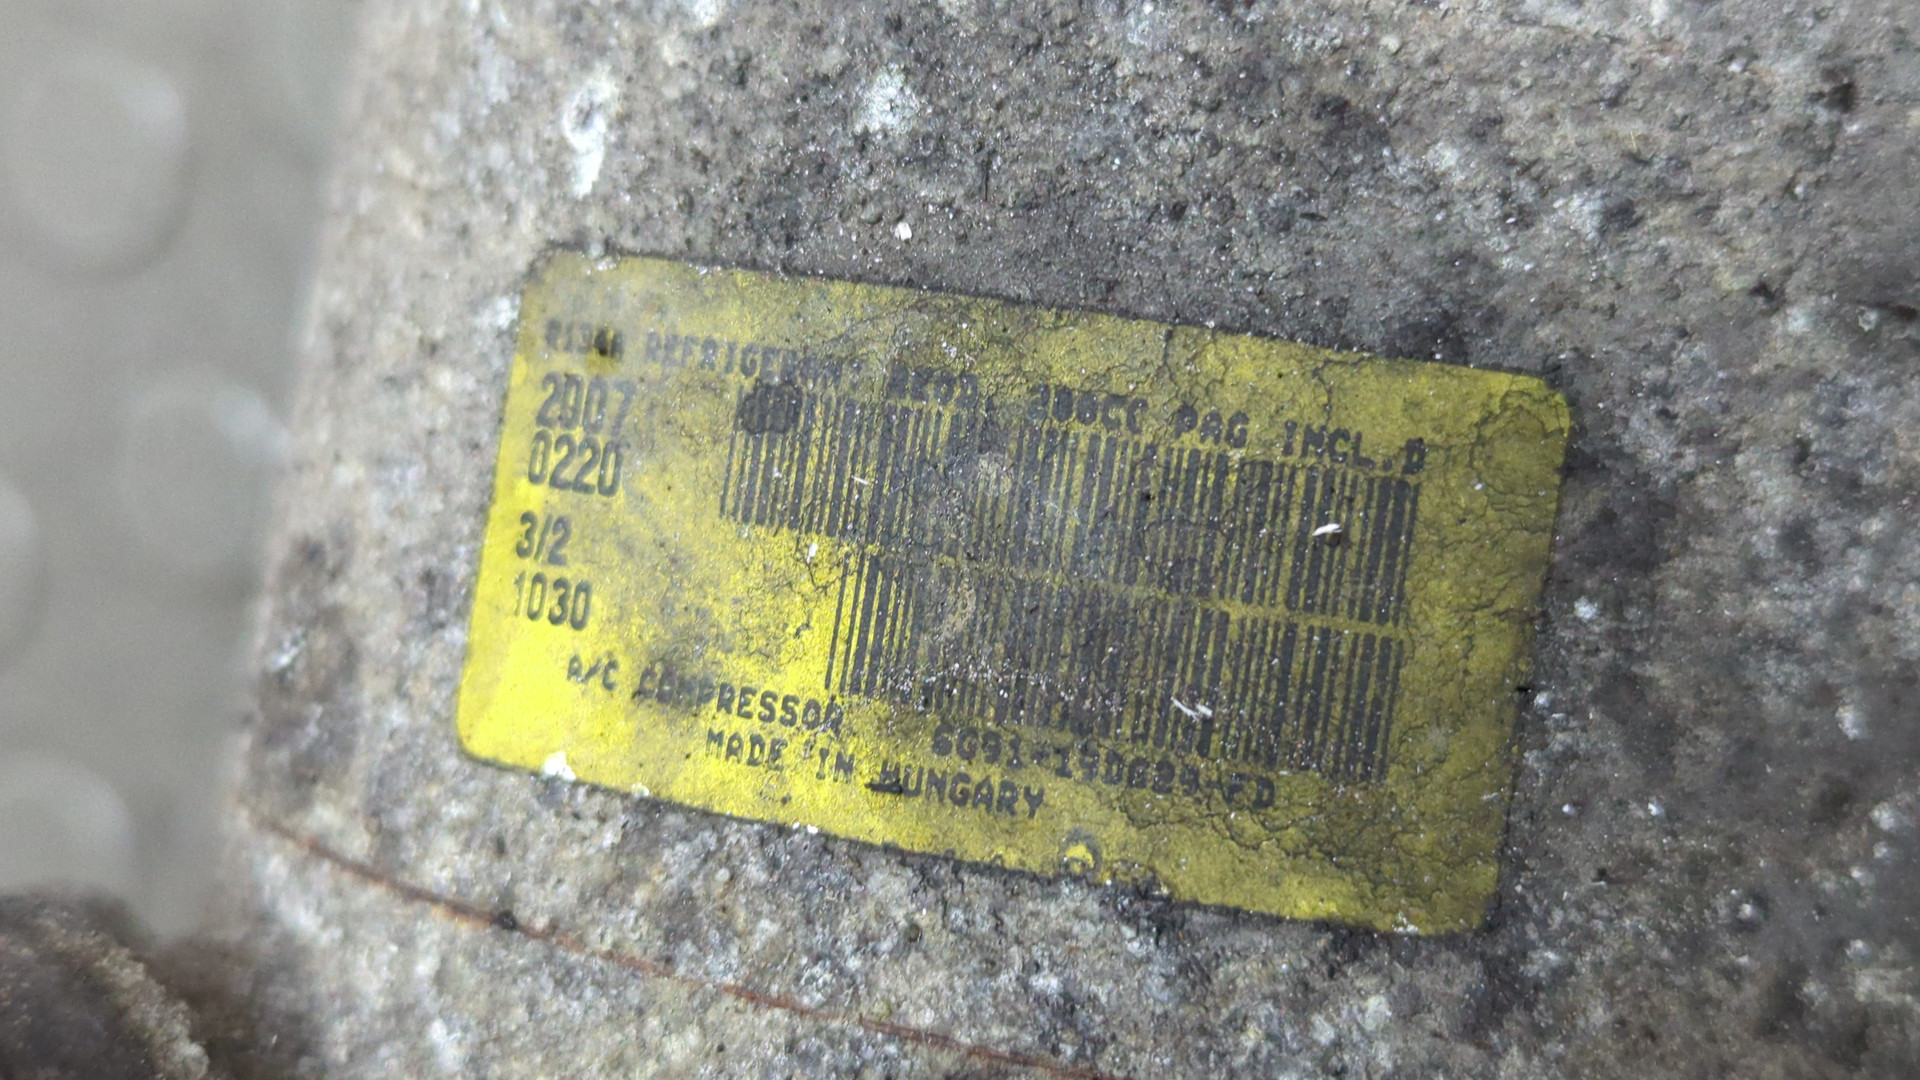 R134A REFRIGERANT 200CC PAG INCL.D
2007
0220
3/2
1030
A/C COMPRESSOR 6G91-19D629-FD
MADE IN HUNGARY